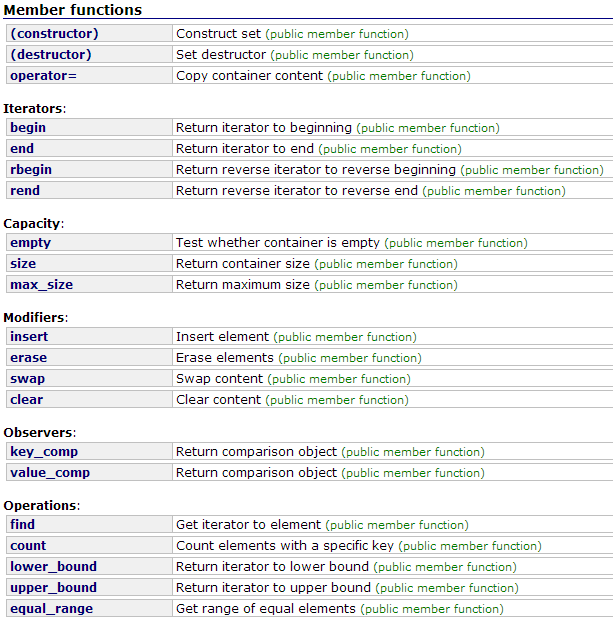 Member functions
(constructor) Construct set (public member function)
(destructor) Set destructor (public member function)
operator= Copy container content (public member function)
Iterators:
begin Return iterator to beginning (public member function)
end Return iterator to end (public member function)
rbegin Return reverse iterator to reverse beginning (public member function)
rend Return reverse iterator to reverse end (public member function)
Capacity:
empty Test whether container is empty (public member function)
size Return container size (public member function)
max_size Return maximum size (public member function)
Modifiers:
insert Insert element (public member function)
erase Erase elements (public member function)
swap Swap content (public member function)
clear Clear content (public member function)
Observers:
key_comp Return comparison object (public member function)
value_comp Return comparison object (public member function)
Operations:
find Get iterator to element (public member function)
count Count elements with a specific key (public member function)
lower_bound Return iterator to lower bound (public member function)
upper_bound Return iterator to upper bound (public member function)
equal_range Get range of equal elements (public member function)